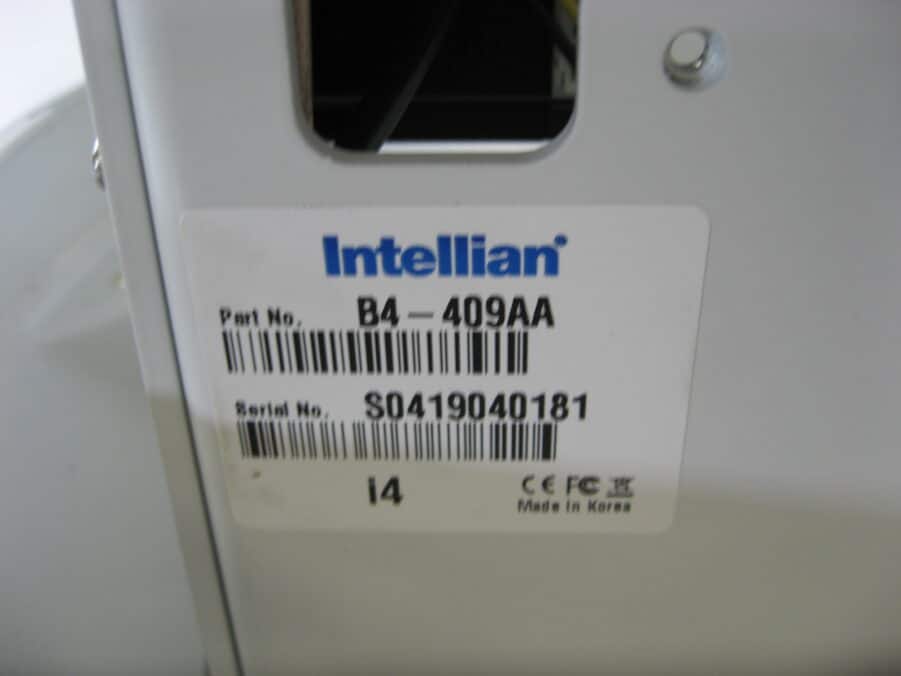 Intellian
Part No. B4-409AA
Serial No. S0419040181
i4
CE FC
Made in Korea